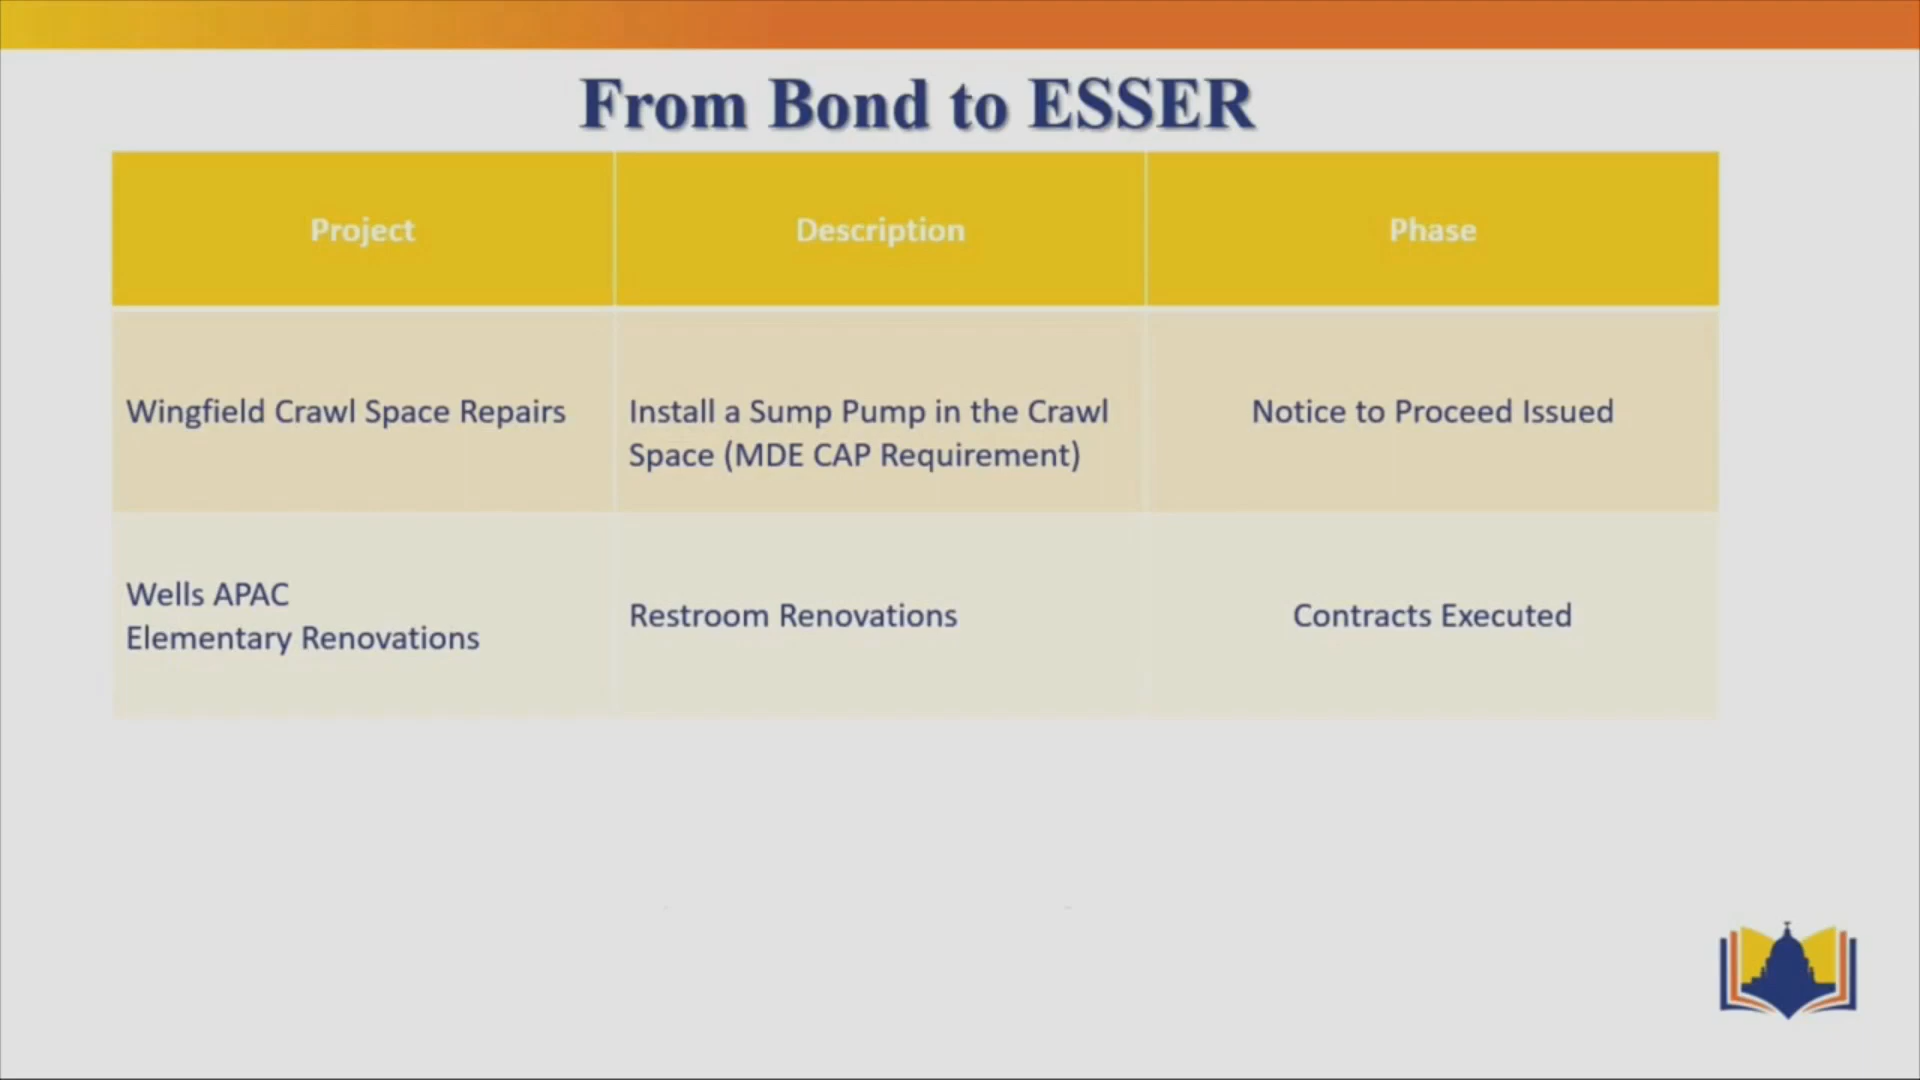 From Bond to ESSER
Project
Description
Phase
Wingfield Crawl Space Repairs
Install a Sump Pump in the Crawl
Space (MDE CAP Requirement)
Notice to Proceed Issued
Wells APAC
Elementary Renovations
Restroom Renovations
Contracts Executed